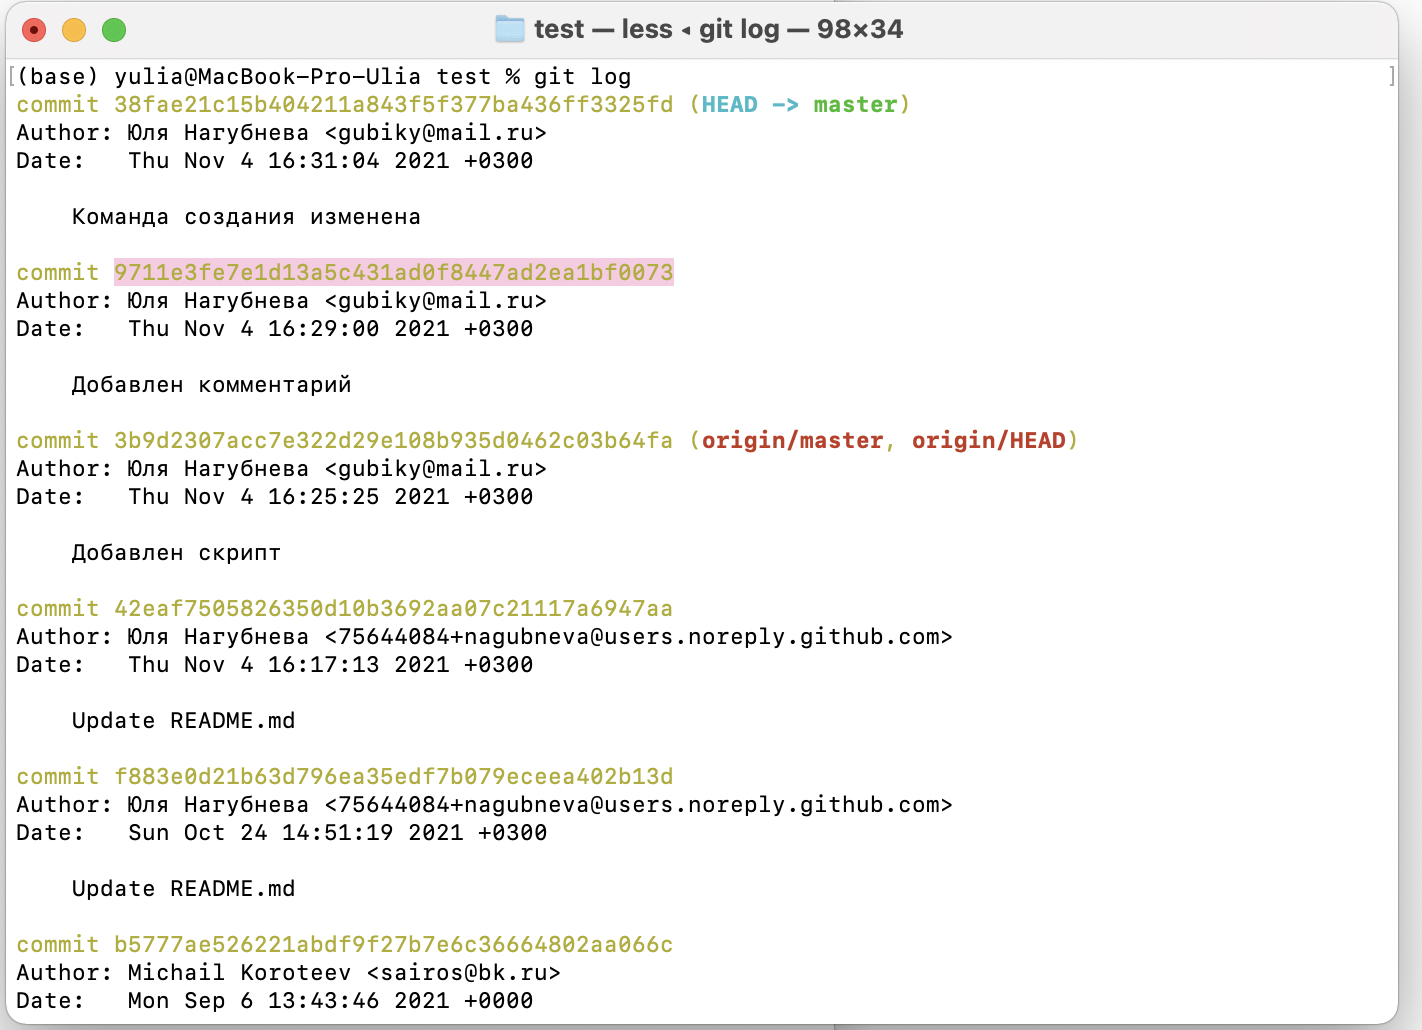 test — less ◂ git log — 98×34
[(base) yulia@MacBook-Pro-Ulia test % git log ]
commit 38fae21c15b404211a843f5f377ba436ff3325fd (HEAD -> master)
Author: Юля Нагубнева <gubiky@mail.ru>
Date:   Thu Nov 4 16:31:04 2021 +0300
Команда создания изменена
commit 9711e3fe7e1d13a5c431ad0f8447ad2ea1bf0073
Author: Юля Нагубнева <gubiky@mail.ru>
Date:   Thu Nov 4 16:29:00 2021 +0300
Добавлен комментарий
commit 3b9d2307acc7e322d29e108b935d0462c03b64fa (origin/master, origin/HEAD)
Author: Юля Нагубнева <gubiky@mail.ru>
Date:   Thu Nov 4 16:25:25 2021 +0300
Добавлен скрипт
commit 42eaf7505826350d10b3692aa07c21117a6947aa
Author: Юля Нагубнева <75644084+nagubneva@users.noreply.github.com>
Date:   Thu Nov 4 16:17:13 2021 +0300
Update README.md
commit f883e0d21b63d796ea35edf7b079eceea402b13d
Author: Юля Нагубнева <75644084+nagubneva@users.noreply.github.com>
Date:   Sun Oct 24 14:51:19 2021 +0300
Update README.md
commit b5777ae526221abdf9f27b7e6c36664802aa066c
Author: Michail Koroteev <sairos@bk.ru>
Date:   Mon Sep 6 13:43:46 2021 +0000